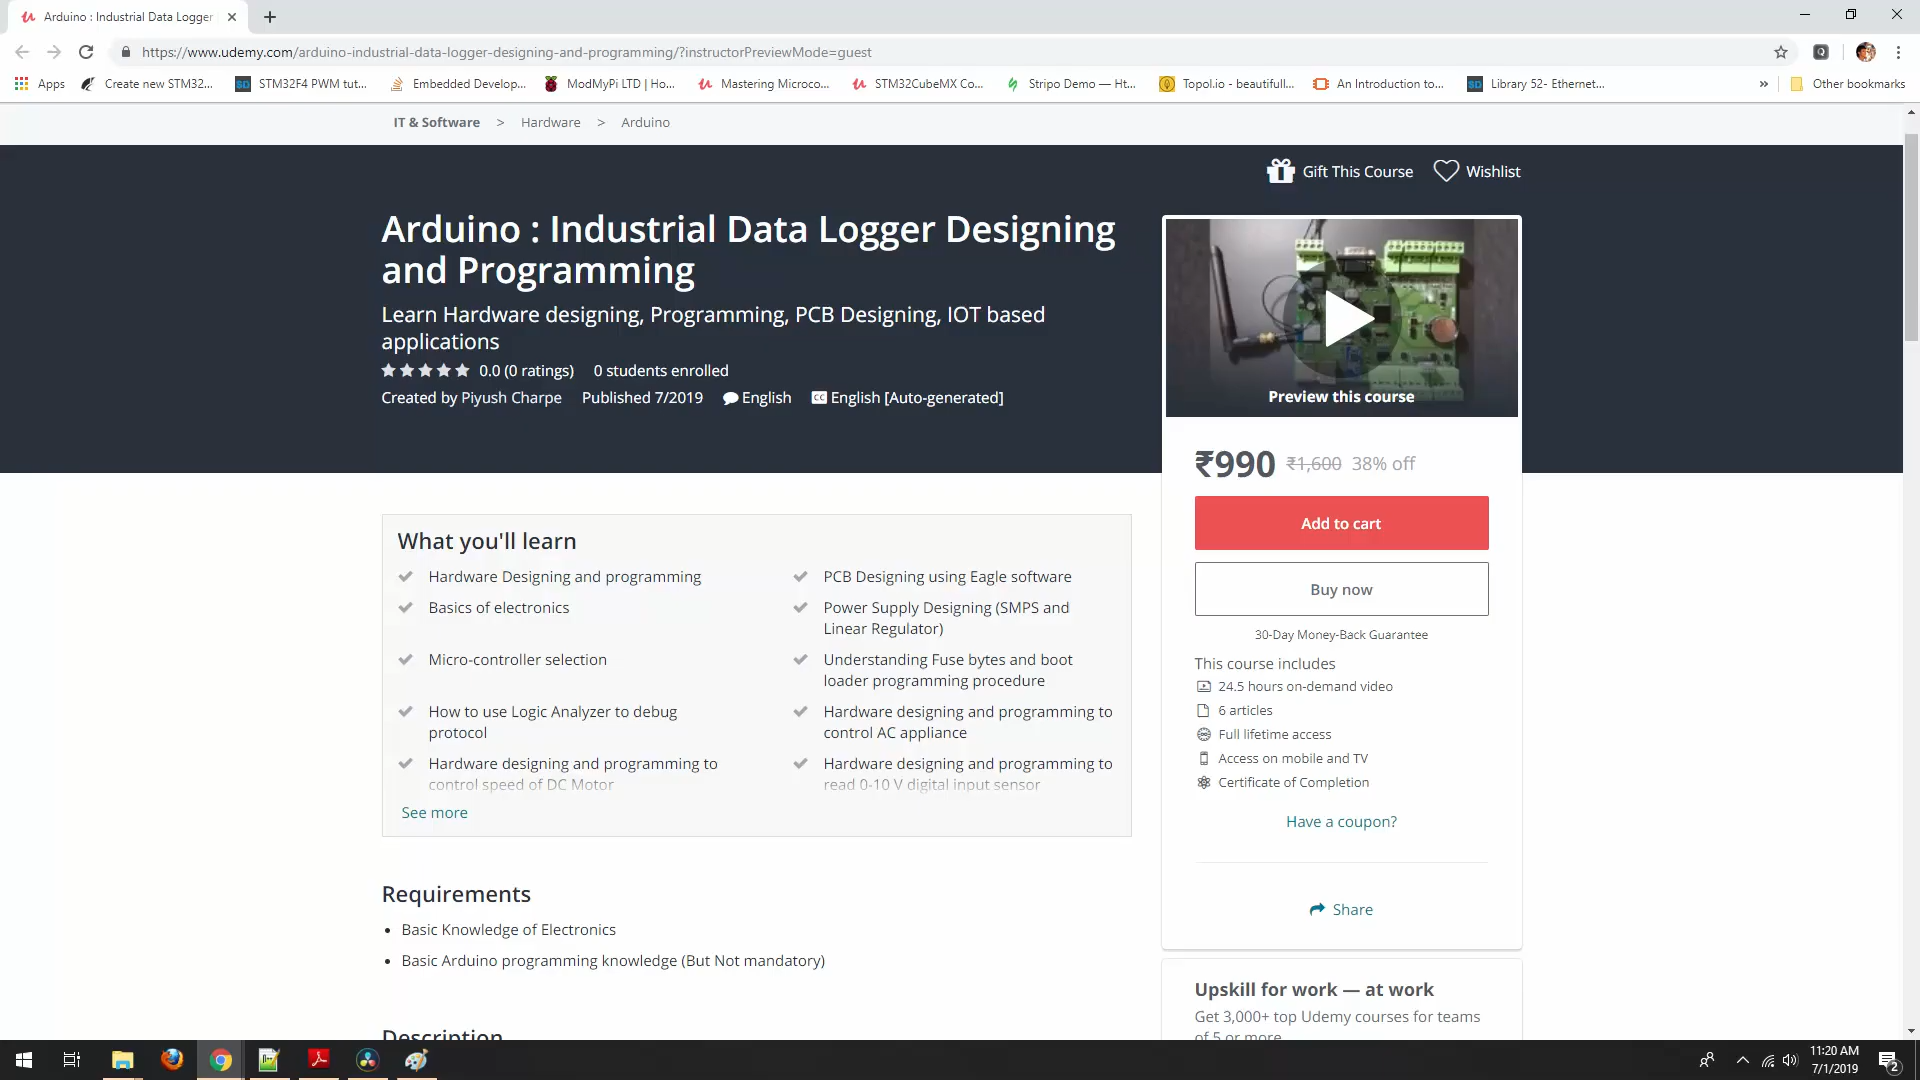 Arduino : Industrial Data Logger
https://www.udemy.com/arduino-industrial-data-logger-designing-and-programming/?instructorPreviewMode=guest
Apps Create new STM32... STM32F4 PWM tut... Embedded Develop... ModMyPi LTD | Ho... Mastering Microco... STM32CubeMX Co... Stripo Demo — Ht... Topol.io - beautifull... An Introduction to... Library 52- Ethernet... » Other bookmarks
IT & Software > Hardware > Arduino
Gift This Course Wishlist
Arduino : Industrial Data Logger Designing
and Programming
Learn Hardware designing, Programming, PCB Designing, IOT based
applications
0.0 (0 ratings) 0 students enrolled
Created by Piyush Charpe Published 7/2019 English CC English [Auto-generated]
Preview this course
₹990 ₹1,600 38% off
Add to cart
Buy now
30-Day Money-Back Guarantee
This course includes
24.5 hours on-demand video
6 articles
Full lifetime access
Access on mobile and TV
Certificate of Completion
Have a coupon?
Share
What you'll learn
Hardware Designing and programming
PCB Designing using Eagle software
Basics of electronics
Power Supply Designing (SMPS and
Linear Regulator)
Micro-controller selection
Understanding Fuse bytes and boot
loader programming procedure
How to use Logic Analyzer to debug
protocol
Hardware designing and programming to
control AC appliance
Hardware designing and programming to
control speed of DC Motor
Hardware designing and programming to
read 0-10 V digital input sensor
See more
Requirements
Basic Knowledge of Electronics
Basic Arduino programming knowledge (But Not mandatory)
Description
Upskill for work — at work
Get 3,000+ top Udemy courses for teams
of 5 or more
11:20 AM
7/1/2019
2